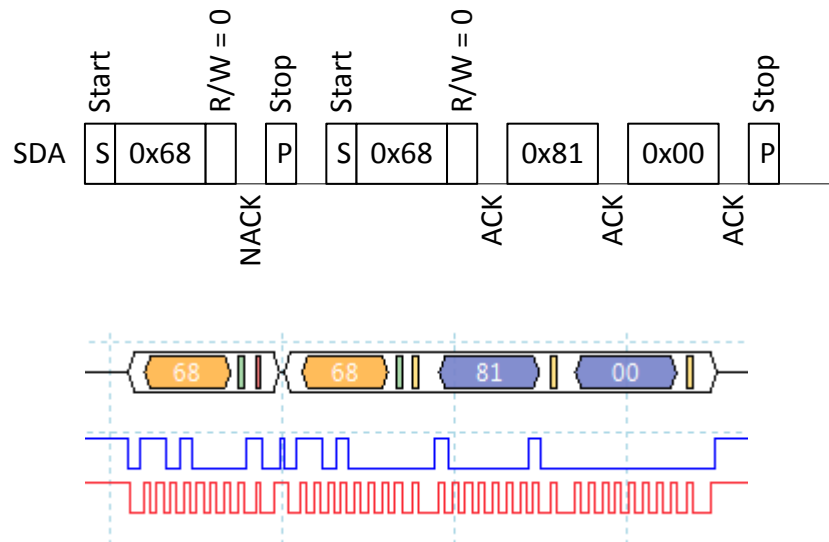 Start R/W = 0 Stop Start R/W = 0 Stop
SDA S 0x68 P S 0x68 0x81 0x00 P
NACK ACK ACK ACK
68 68 81 00